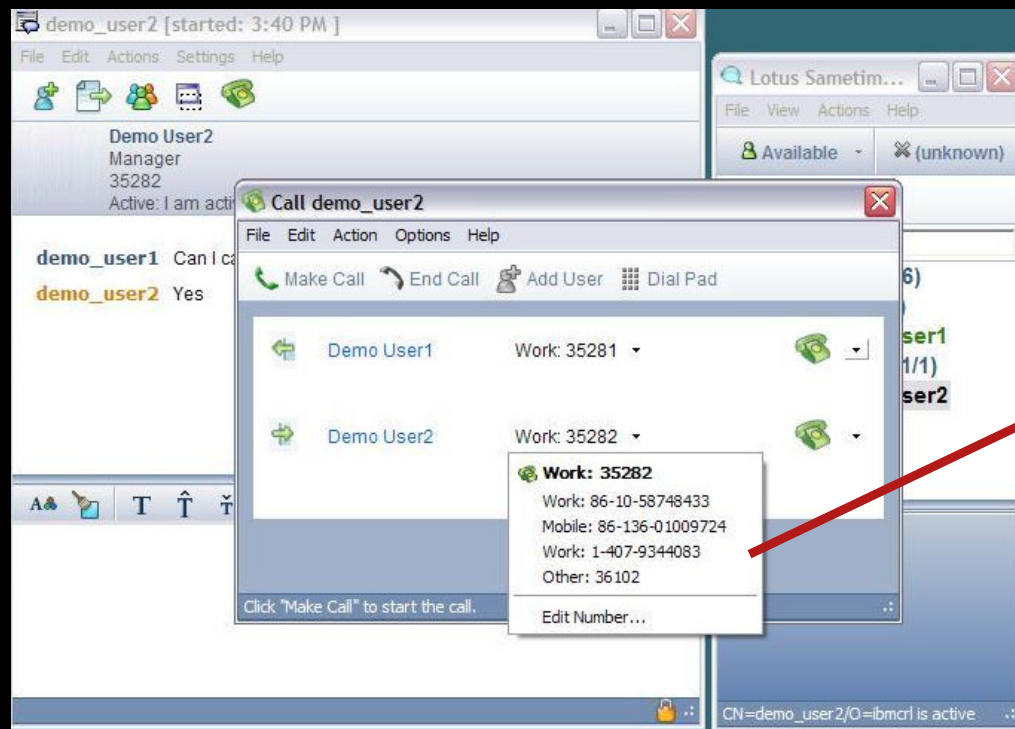 demo_user2 [started: 3:40 PM ]
File Edit Actions Settings Help
Demo User2
Manager
35282
Active: I am
demo_user1 Can I
demo_user2 Yes
A T T T
Call demo_user2
File Edit Action Options Help
Make Call End Call Add User Dial Pad
Demo User1 Work: 35281
Demo User2 Work: 35282
Work: 35282
Work: 86-10-58748433
Mobile: 86-136-01009724
Work: 1-407-9344083
Other: 36102
Edit Number...
Click "Make Call" to start the call.
Lotus Sametim...
File View Actions Help
Available (unknown)
6)
)
ser1
1/1)
ser2
CN=demo_user2/O=ibmcrl is active